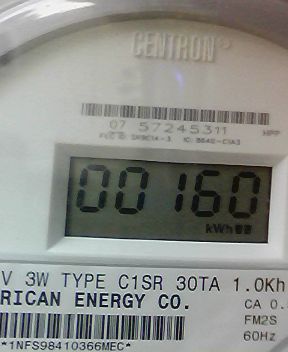 CENTRON®
07 57245311 HPP
00160
kWh
V 3W TYPE C1SR 30TA 1.0Kh
RICAN ENERGY CO.
CA 0.
FM2S
60Hz
*1NFS98410366MEC*